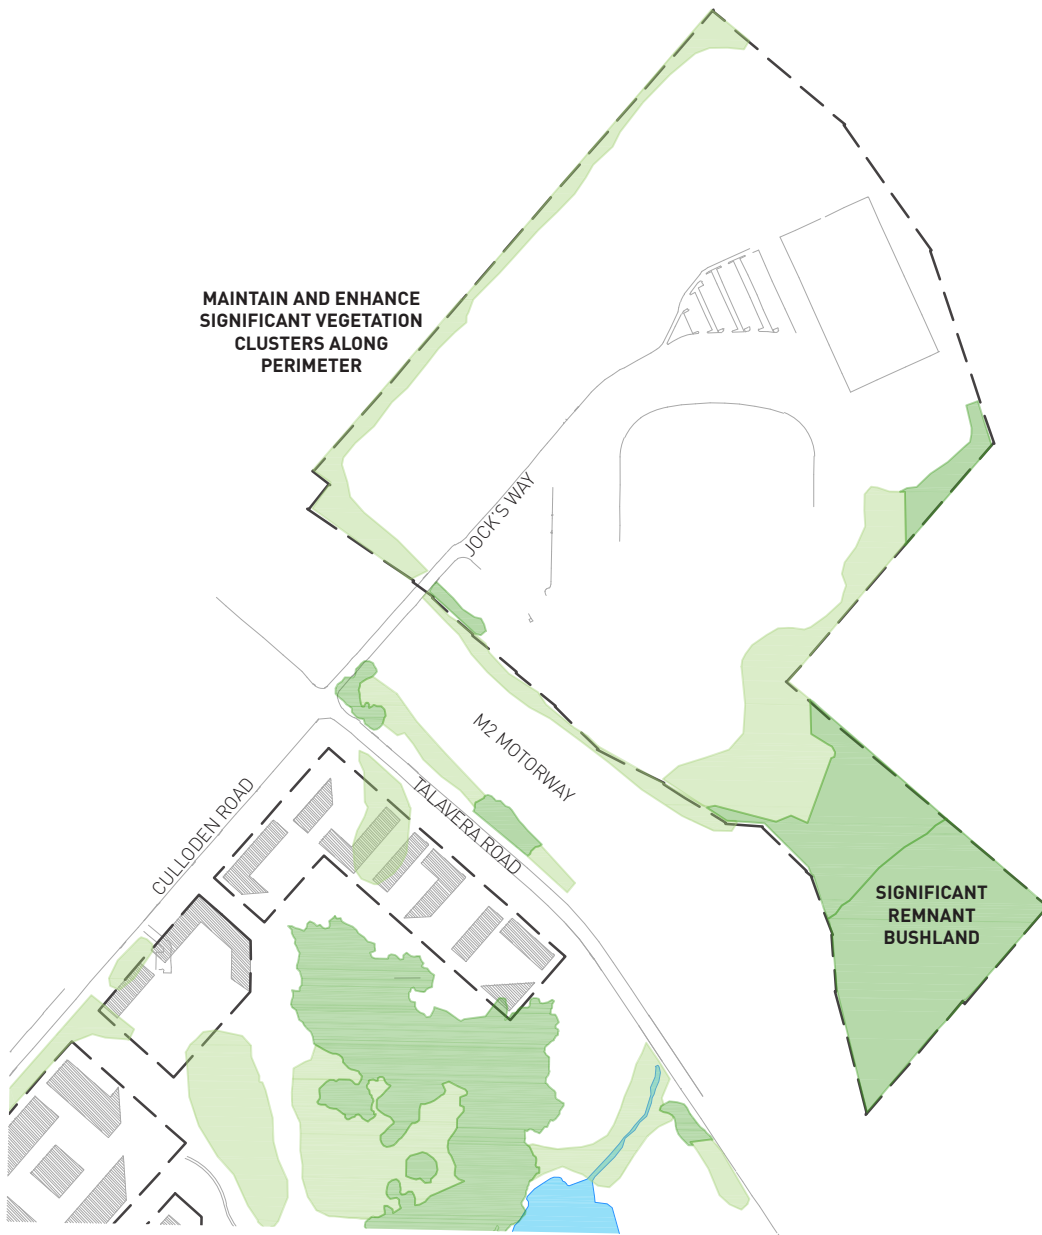 MAINTAIN AND ENHANCE
SIGNIFICANT VEGETATION
CLUSTERS ALONG
PERIMETER
JOCK'S WAY
M2 MOTORWAY
TALAVERA ROAD
CULLODEN ROAD
SIGNIFICANT
REMNANT
BUSHLAND